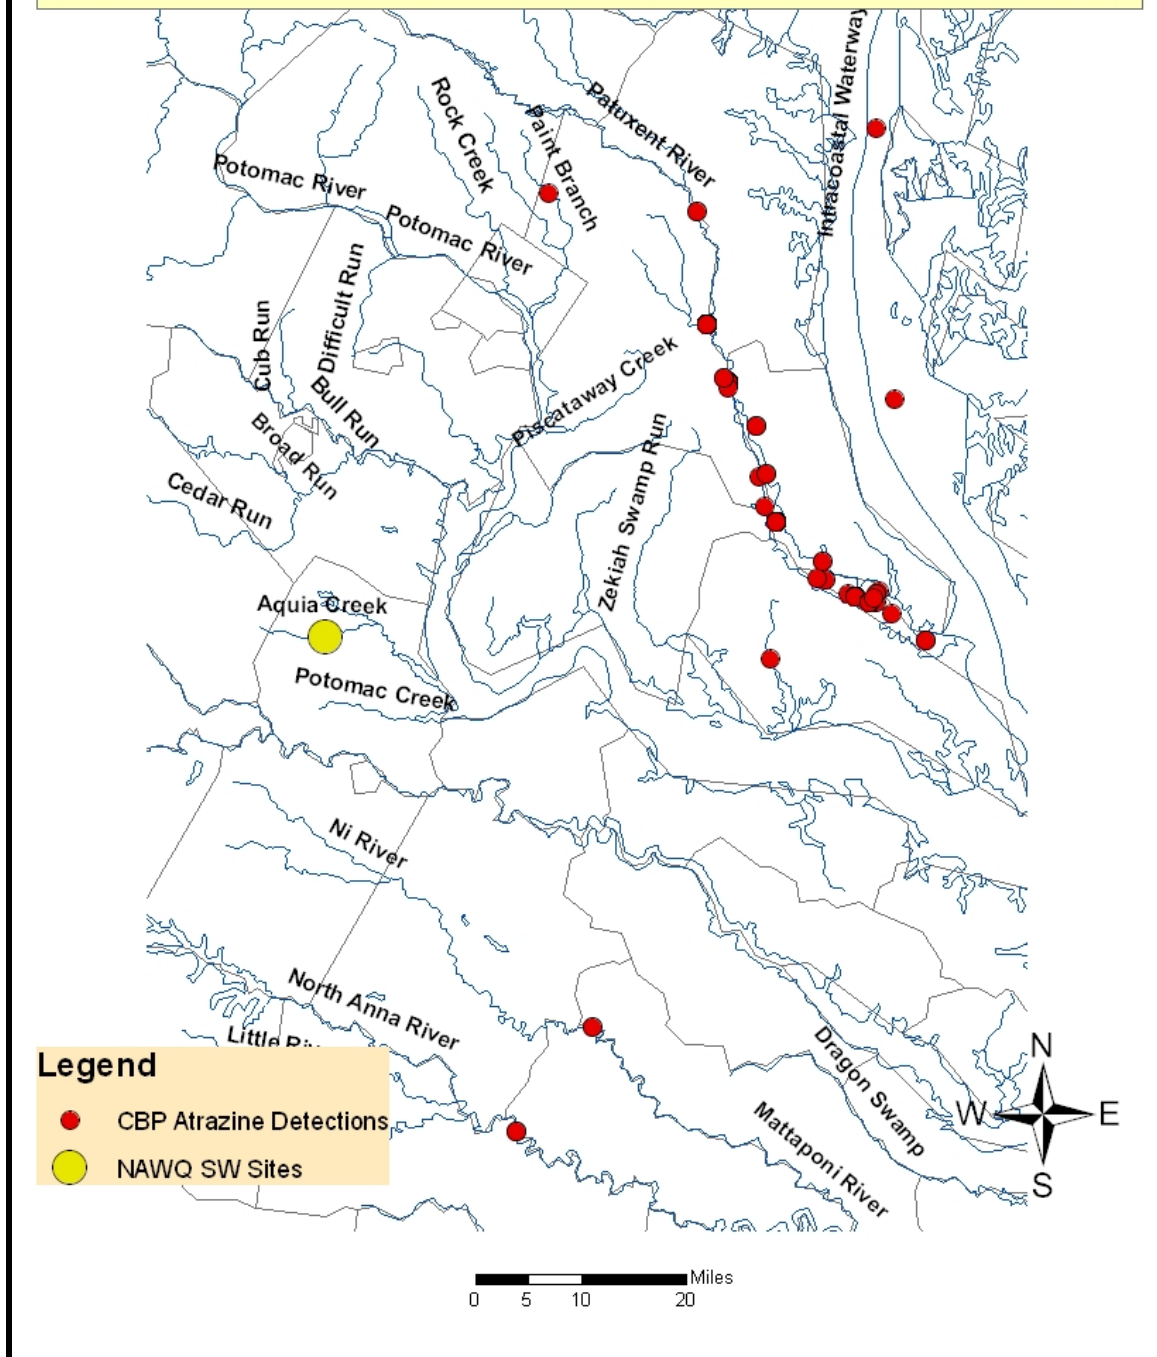 Intracoastal Waterway
Patuxent River
Rock Creek
Paint Branch
Potomac River
Potomac River
Difficult Run
Cub Run
Piscataway Creek
Bull Run
Broad Run
Zekiah Swamp Run
Cedar Run
Aquia Creek
Potomac Creek
Ni River
North Anna River
Little Riv
Dragon Swamp
Mattaponi River
N
W
E
S
Legend
CBP Atrazine Detections
NAWQ SW Sites
Miles
0 5 10 20